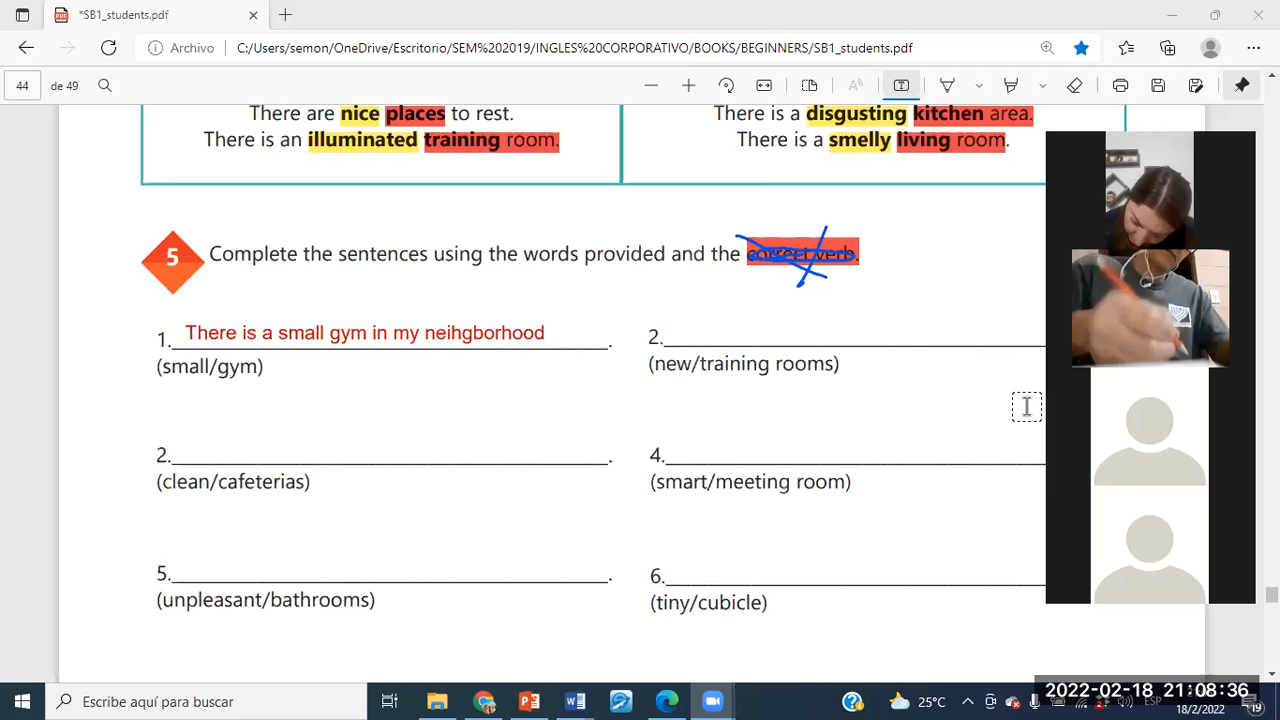 *SB1_students.pdf
Archivo C:/Users/semon/OneDrive/Escritorio/SEM%202019/INGLES%20CORPORATIVO/BOOKS/BEGINNERS/SB1_students.pdf
44 de 49
There are nice places to rest.
There is an illuminated training room.
There is a disgusting kitchen area.
There is a smelly living room.
5 Complete the sentences using the words provided and the correct verb.
1. There is a small gym in my neihgborhood.
(small/gym)
2.
(new/training rooms)
2. .
(clean/cafeterias)
4.
(smart/meeting room)
5. .
(unpleasant/bathrooms)
6.
(tiny/cubicle)
Escribe aquí para buscar
25°C
ESP
2022-02-18 21:08:36
18/2/2022
19